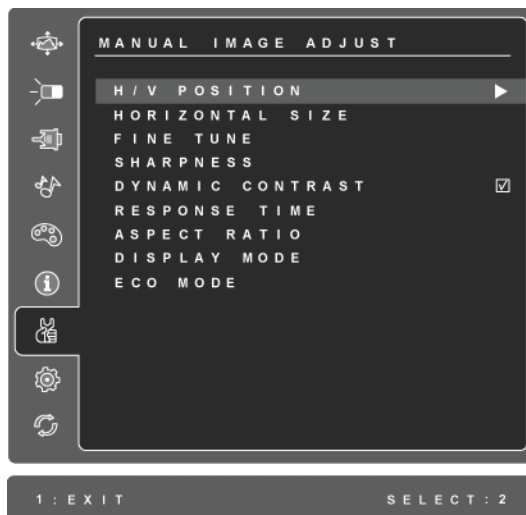 MANUAL IMAGE ADJUST
H/V POSITION
HORIZONTAL SIZE
FINE TUNE
SHARPNESS
DYNAMIC CONTRAST
RESPONSE TIME
ASPECT RATIO
DISPLAY MODE
ECO MODE
1:EXIT SELECT:2